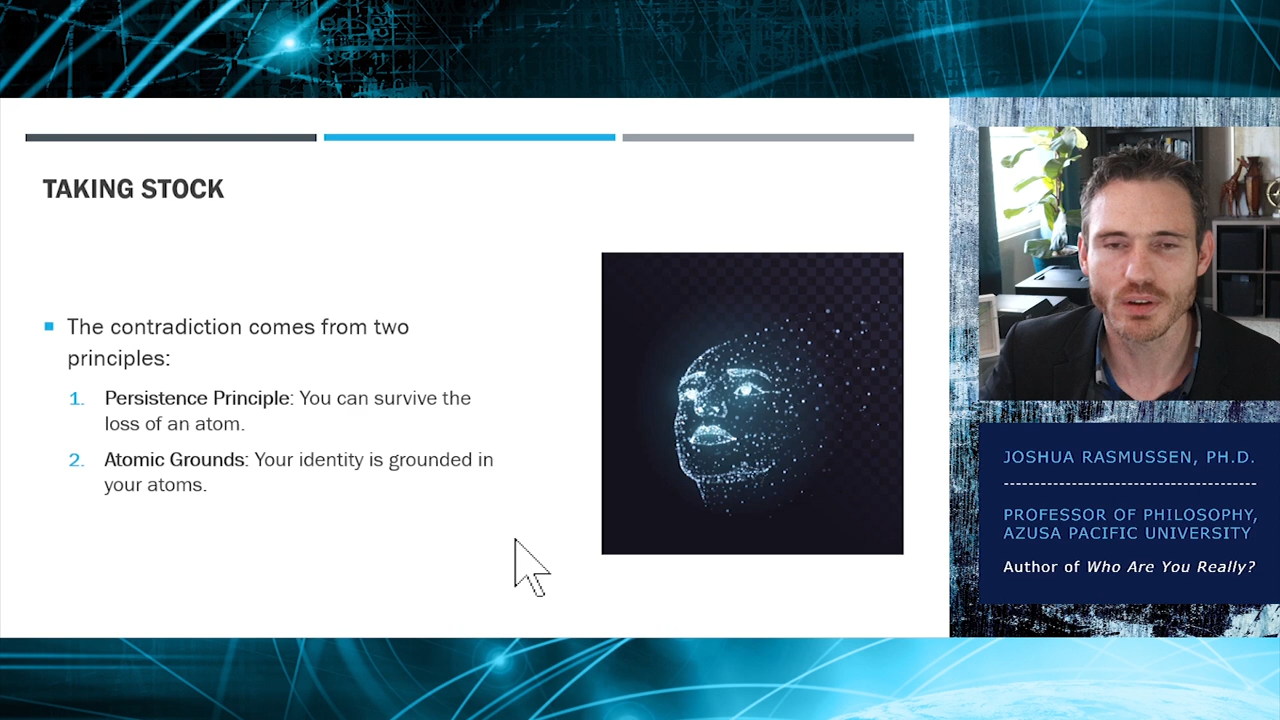 TAKING STOCK
The contradiction comes from two
principles:
1. Persistence Principle: You can survive the
loss of an atom.
2. Atomic Grounds: Your identity is grounded in
your atoms.
JOSHUA RASMUSSEN, PH.D.
PROFESSOR OF PHILOSOPHY,
AZUSA PACIFIC UNIVERSITY
Author of Who Are You Really?